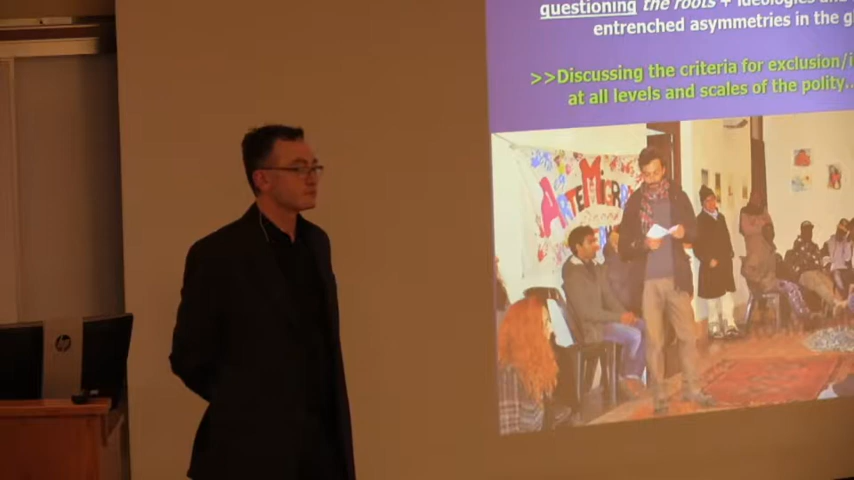 questioning the roots + ideologies and
entrenched asymmetries in the g
>>Discussing the criteria for exclusion/i
at all levels and scales of the polity..
ARTEMIGR
hp